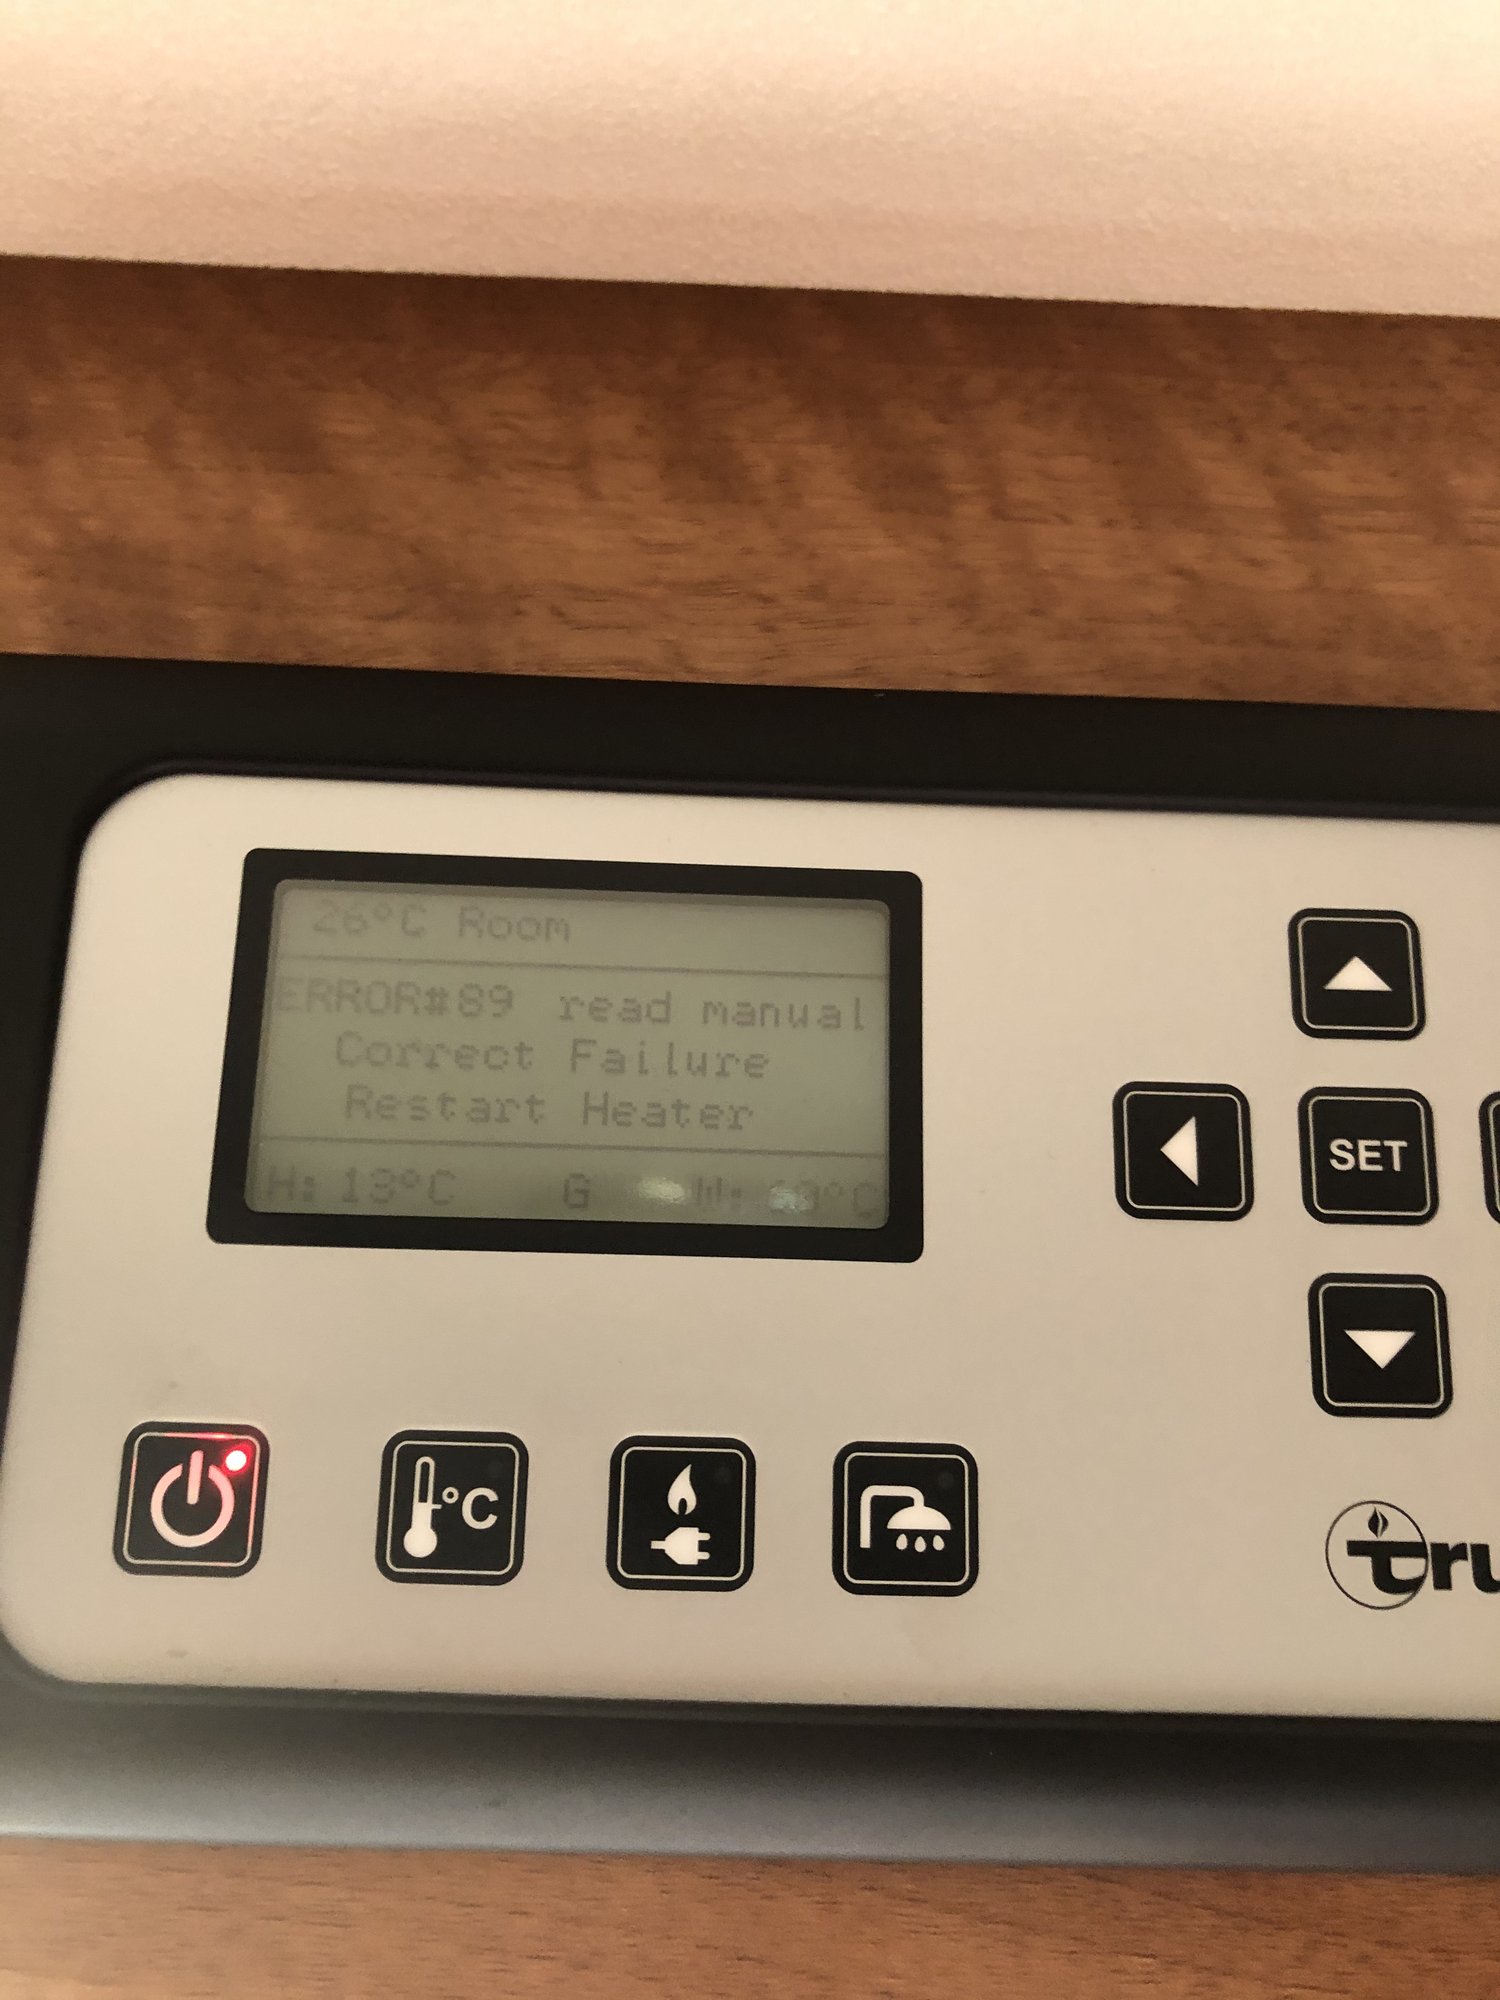 26°C Room
ERROR#89 read manual
Correct Failure
Restart Heater
H: 13°C G W:
SET
°C
tru